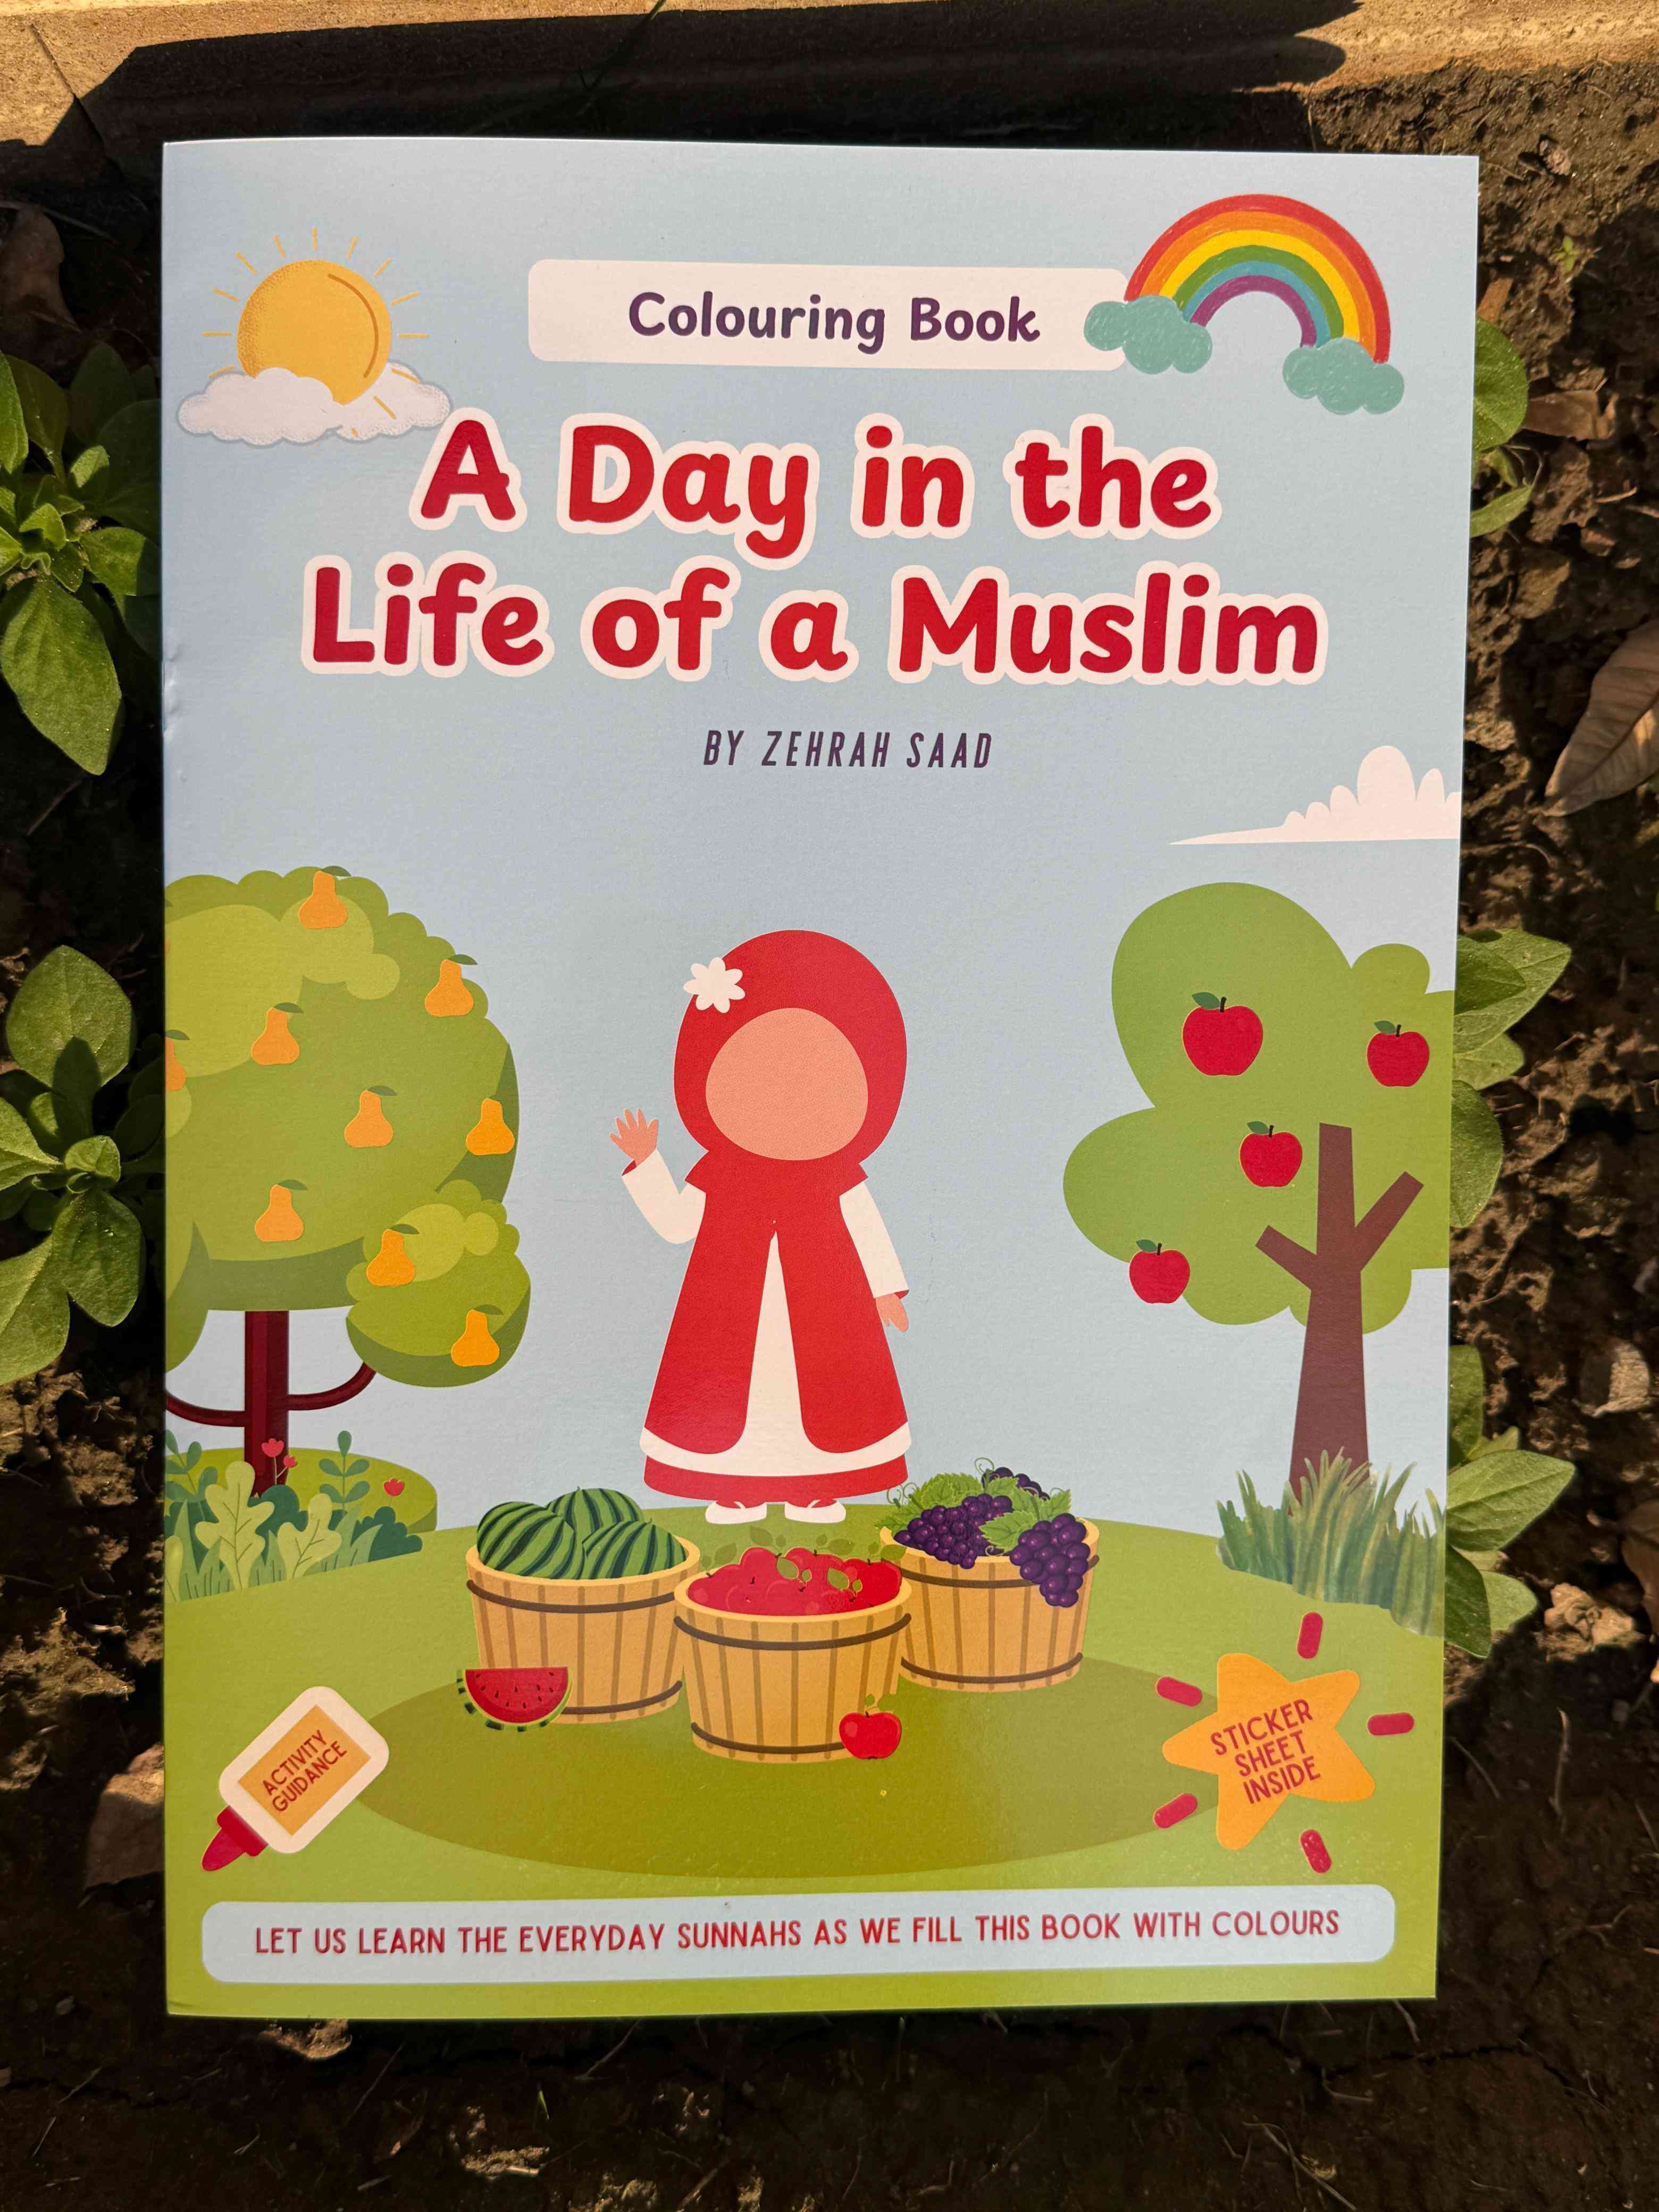 Colouring Book
A Day in the
Life of a Muslim
BY ZEHRAH SAAD
ACTIVITY
GUIDANCE
STICKER
SHEET
INSIDE
LET US LEARN THE EVERYDAY SUNNAHS AS WE FILL THIS BOOK WITH COLOURS